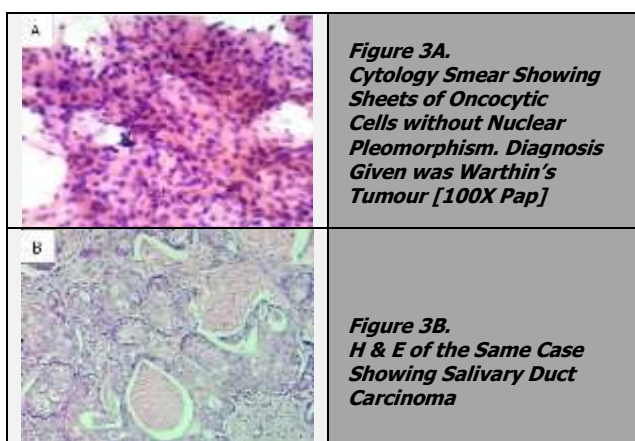 A
Figure 3A.
Cytology Smear Showing
Sheets of Oncocytic
Cells without Nuclear
Pleomorphism. Diagnosis
Given was Warthin's
Tumour [100X Pap]
B
Figure 3B.
H & E of the Same Case
Showing Salivary Duct
Carcinoma